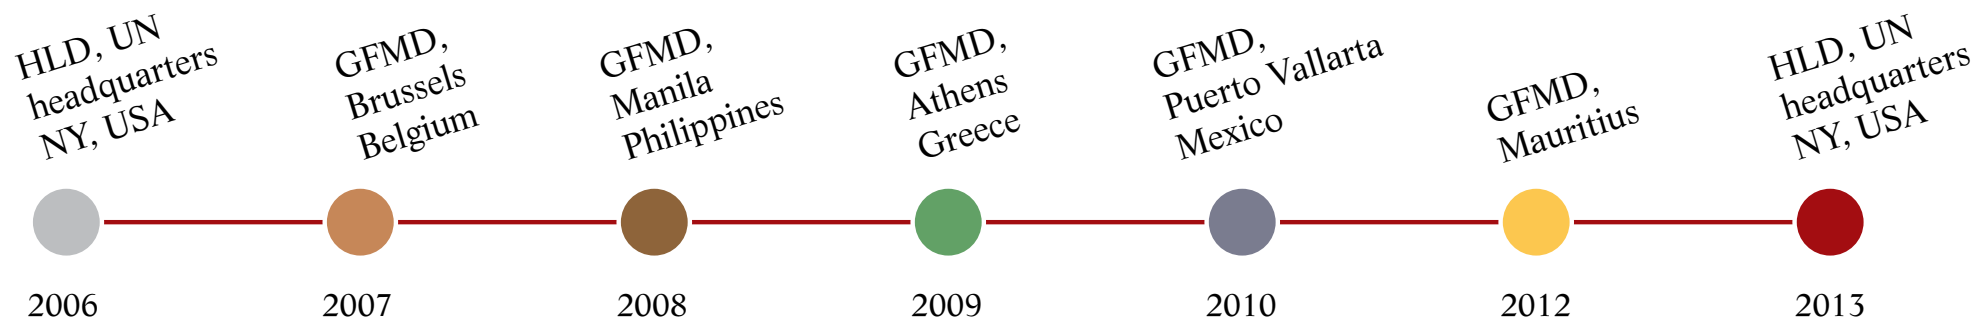 HLD, UN
headquarters
NY, USA
GFMD,
Brussels
Belgium
GFMD,
Manila
Philippines
GFMD,
Athens
Greece
GFMD,
Puerto Vallarta
Mexico
GFMD,
Mauritius
HLD, UN
headquarters
NY, USA
2006
2007
2008
2009
2010
2012
2013